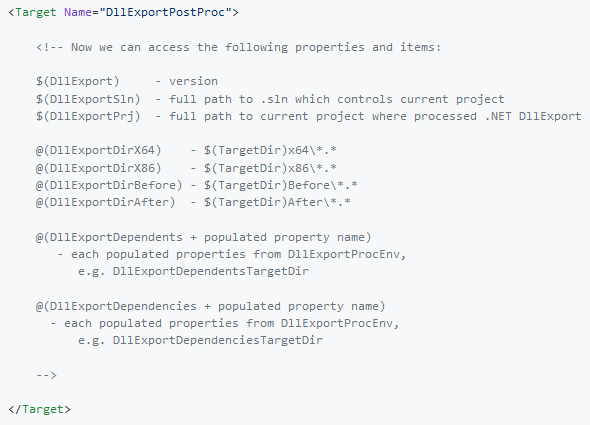 <Target Name="DllExportPostProc">
<!-- Now we can access the following properties and items:
$(DllExport)     - version
$(DllExportSln)  - full path to .sln which controls current project
$(DllExportPrj)  - full path to current project where processed .NET DllExport
@(DllExportDirX64)    - $(TargetDir)x64\*.*
@(DllExportDirX86)    - $(TargetDir)x86\*.*
@(DllExportDirBefore) - $(TargetDir)Before\*.*
@(DllExportDirAfter)  - $(TargetDir)After\*.*
@(DllExportDependents + populated property name)
- each populated properties from DllExportProcEnv,
e.g. DllExportDependentsTargetDir
@(DllExportDependencies + populated property name)
- each populated properties from DllExportProcEnv,
e.g. DllExportDependenciesTargetDir
-->
</Target>